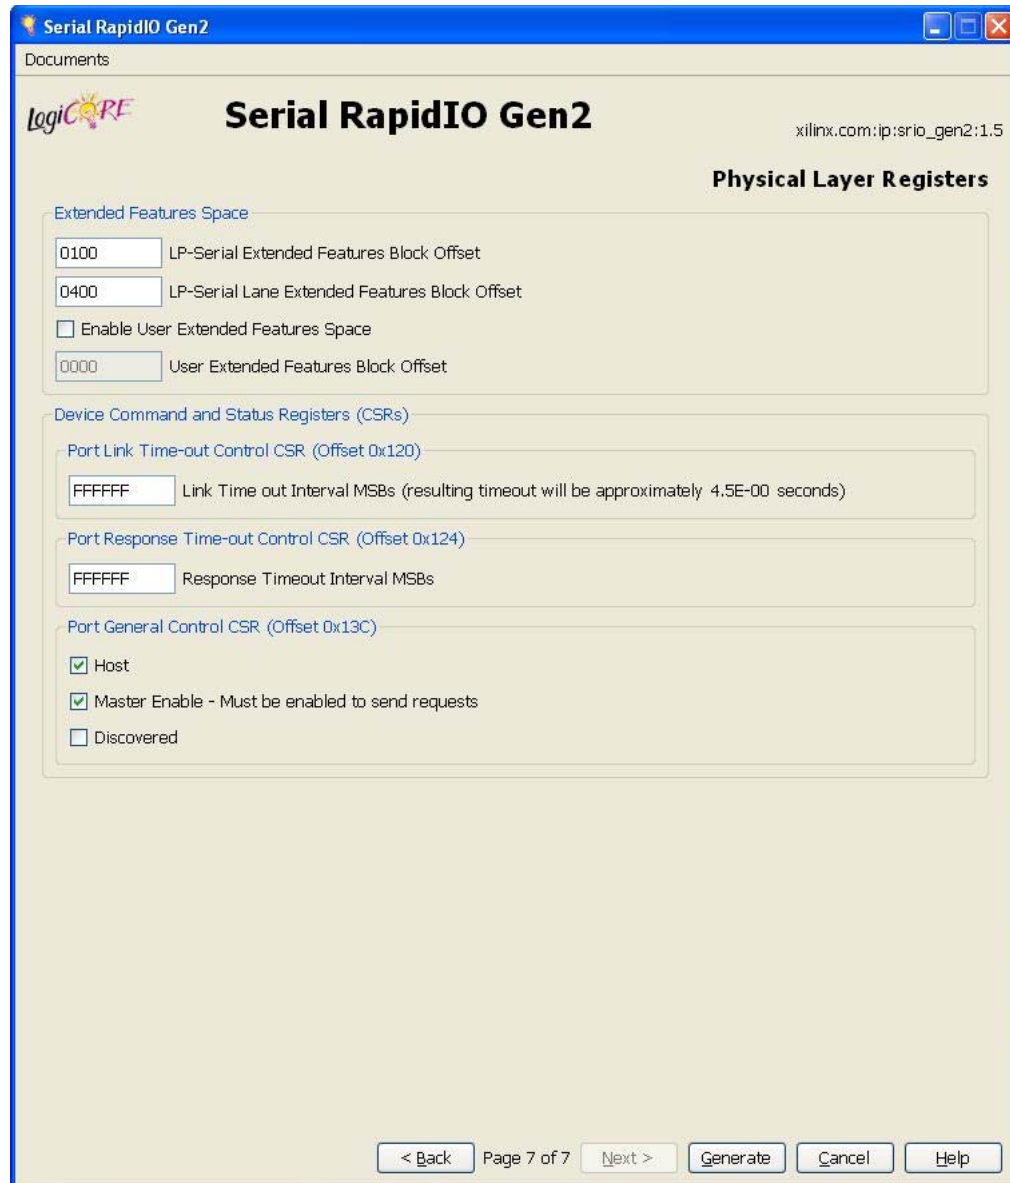 Serial RapidIO Gen2
Documents
LogiCORE
Serial RapidIO Gen2
xilinx.com:ip:srio_gen2:1.5
Physical Layer Registers
Extended Features Space
0100 LP-Serial Extended Features Block Offset
0400 LP-Serial Lane Extended Features Block Offset
Enable User Extended Features Space
0000 User Extended Features Block Offset
Device Command and Status Registers (CSRs)
Port Link Time-out Control CSR (Offset 0x120)
FFFFFF Link Time out Interval MSBs (resulting timeout will be approximately 4.5E-00 seconds)
Port Response Time-out Control CSR (Offset 0x124)
FFFFFF Response Timeout Interval MSBs
Port General Control CSR (Offset 0x13C)
Host
Master Enable - Must be enabled to send requests
Discovered
< Back Page 7 of 7 Next > Generate Cancel Help